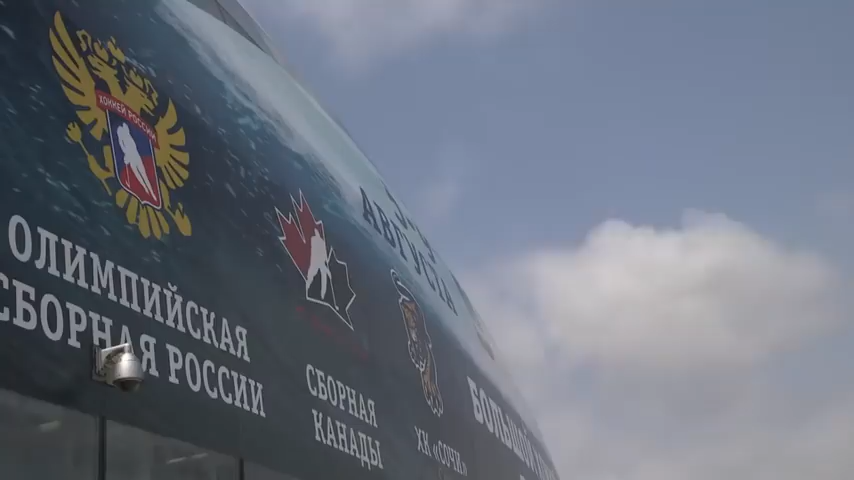 ХОККЕЙ РОССИИ
ОЛИМПИЙСКАЯ
СБОРНАЯ РОССИИ
СБОРНАЯ
КАНАДЫ
АВГУСТА
ХК «СОЧИ»
БОЛЬШОЙ